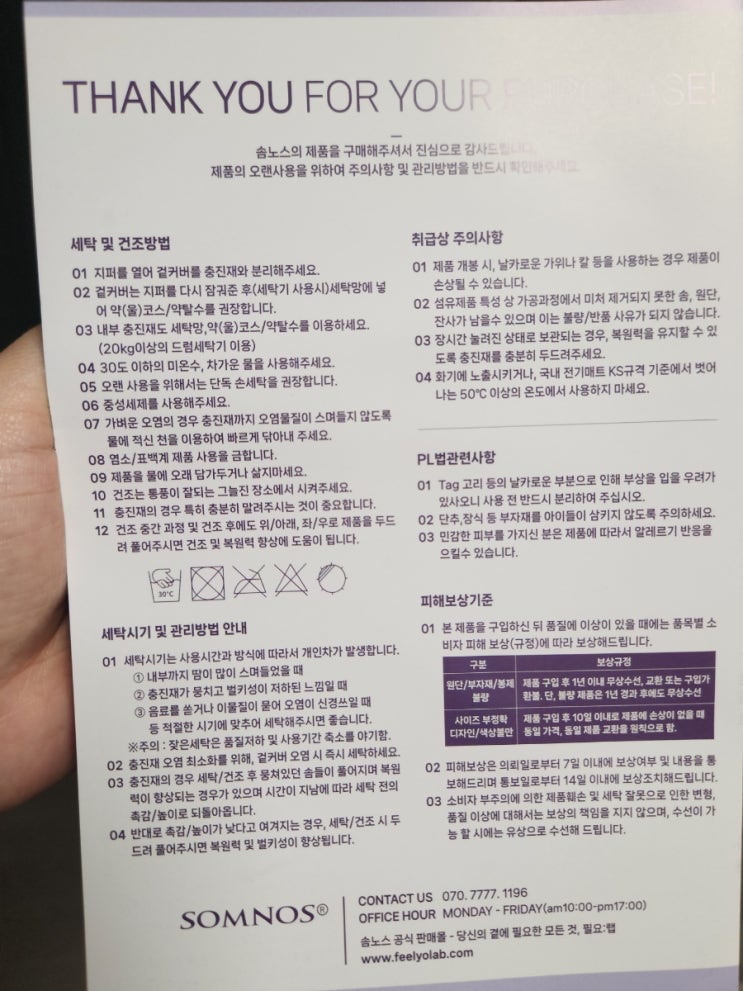 THANK YOU FOR YOUR PURCHASE!
솜노스의 제품을 구매해주셔서 진심으로 감사드립니다.
제품의 오랜사용을 위하여 주의사항 및 관리방법을 반드시 확인해주세요.
세탁 및 건조방법
01 지퍼를 열어 겉커버를 충진재와 분리해주세요.
02 겉커버는 지퍼를 다시 잠궈준 후(세탁기 사용시)세탁망에 넣
어 약(울)코스/약탈수를 권장합니다.
03 내부 충진재도 세탁망,약(울)코스/약탈수를 이용하세요.
(20kg이상의 드럼세탁기 이용)
04 30도 이하의 미온수, 차가운 물을 사용해주세요.
05 오랜 사용을 위해서는 단독 손세탁을 권장합니다.
06 중성세제를 사용해주세요.
07 가벼운 오염의 경우 충진재까지 오염물질이 스며들지 않도록
물에 적신 천을 이용하여 빠르게 닦아내 주세요.
08 염소/표백계 제품 사용을 금합니다.
09 제품을 물에 오래 담가두거나 삶지마세요.
10 건조는 통풍이 잘되는 그늘진 장소에서 시켜주세요.
11 충진재의 경우 특히 충분히 말려주시는 것이 중요합니다.
12 건조 중간 과정 및 건조 후에도 위/아래, 좌/우로 제품을 두드
려 풀어주시면 건조 및 복원력 향상에 도움이 됩니다.
30℃
세탁시기 및 관리방법 안내
01 세탁시기는 사용시간과 방식에 따라서 개인차가 발생합니다.
① 내부까지 땀이 많이 스며들었을 때
② 충진재가 뭉치고 벌키성이 저하된 느낌일 때
③ 음료를 쏟거나 이물질이 묻어 오염이 신경쓰일 때
등 적절한 시기에 맞추어 세탁해주시면 좋습니다.
※주의 : 잦은세탁은 품질저하 및 사용기간 축소를 야기함.
02 충진재 오염 최소화를 위해, 겉커버 오염 시 즉시 세탁하세요.
03 충진재의 경우 세탁/건조 후 뭉쳐있던 솜들이 풀어지며 복원
력이 향상되는 경우가 있으며 시간이 지남에 따라 세탁 전의
촉감/높이로 되돌아옵니다.
04 반대로 촉감/높이가 낮다고 여겨지는 경우, 세탁/건조 시 두
드려 풀어주시면 복원력 및 벌키성이 향상됩니다.
취급상 주의사항
01 제품 개봉 시, 날카로운 가위나 칼 등을 사용하는 경우 제품이
손상될 수 있습니다.
02 섬유제품 특성 상 가공과정에서 미처 제거되지 못한 솜, 원단,
잔사가 남을수 있으며 이는 불량/반품 사유가 되지 않습니다.
03 장시간 눌려진 상태로 보관되는 경우, 복원력을 유지할 수 있
도록 충진재를 충분히 두드려주세요.
04 화기에 노출시키거나, 국내 전기매트 KS규격 기준에서 벗어
나는 50℃ 이상의 온도에서 사용하지 마세요.
PL법관련사항
01 Tag 고리 등의 날카로운 부분으로 인해 부상을 입을 우려가
있사오니 사용 전 반드시 분리하여 주십시오.
02 단추,장식 등 부자재를 아이들이 삼키지 않도록 주의하세요.
03 민감한 피부를 가지신 분은 제품에 따라서 알레르기 반응을
으킬수 있습니다.
피해보상기준
01 본 제품을 구입하신 뒤 품질에 이상이 있을 때에는 품목별 소
비자 피해 보상(규정)에 따라 보상해드립니다.
구분 보상규정
원단/부자재/봉제 불량 제품 구입 후 1년 이내 무상수선, 교환 또는 구입가
환불. 단, 불량 제품은 1년 경과 후에도 무상수선
사이즈 부정확 제품 구입 후 10일 이내로 제품에 손상이 없을 때
디자인/색상불만 동일 가격, 동일 제품 교환을 원칙으로 함.
02 피해보상은 의뢰일로부터 7일 이내에 보상여부 및 내용을 통
보해드리며 통보일로부터 14일 이내에 보상조치해드립니다.
03 소비자 부주의에 의한 제품훼손 및 세탁 잘못으로 인한 변형,
품질 이상에 대해서는 보상의 책임을 지지 않으며, 수선이 가
능 할 시에는 유상으로 수선해 드립니다.
SOMNOS®
CONTACT US 070. 7777. 1196
OFFICE HOUR MONDAY - FRIDAY(am10:00-pm17:00)
솜노스 공식 판매몰 - 당신의 곁에 필요한 모든 것, 필요:랩
www.feelyolab.com